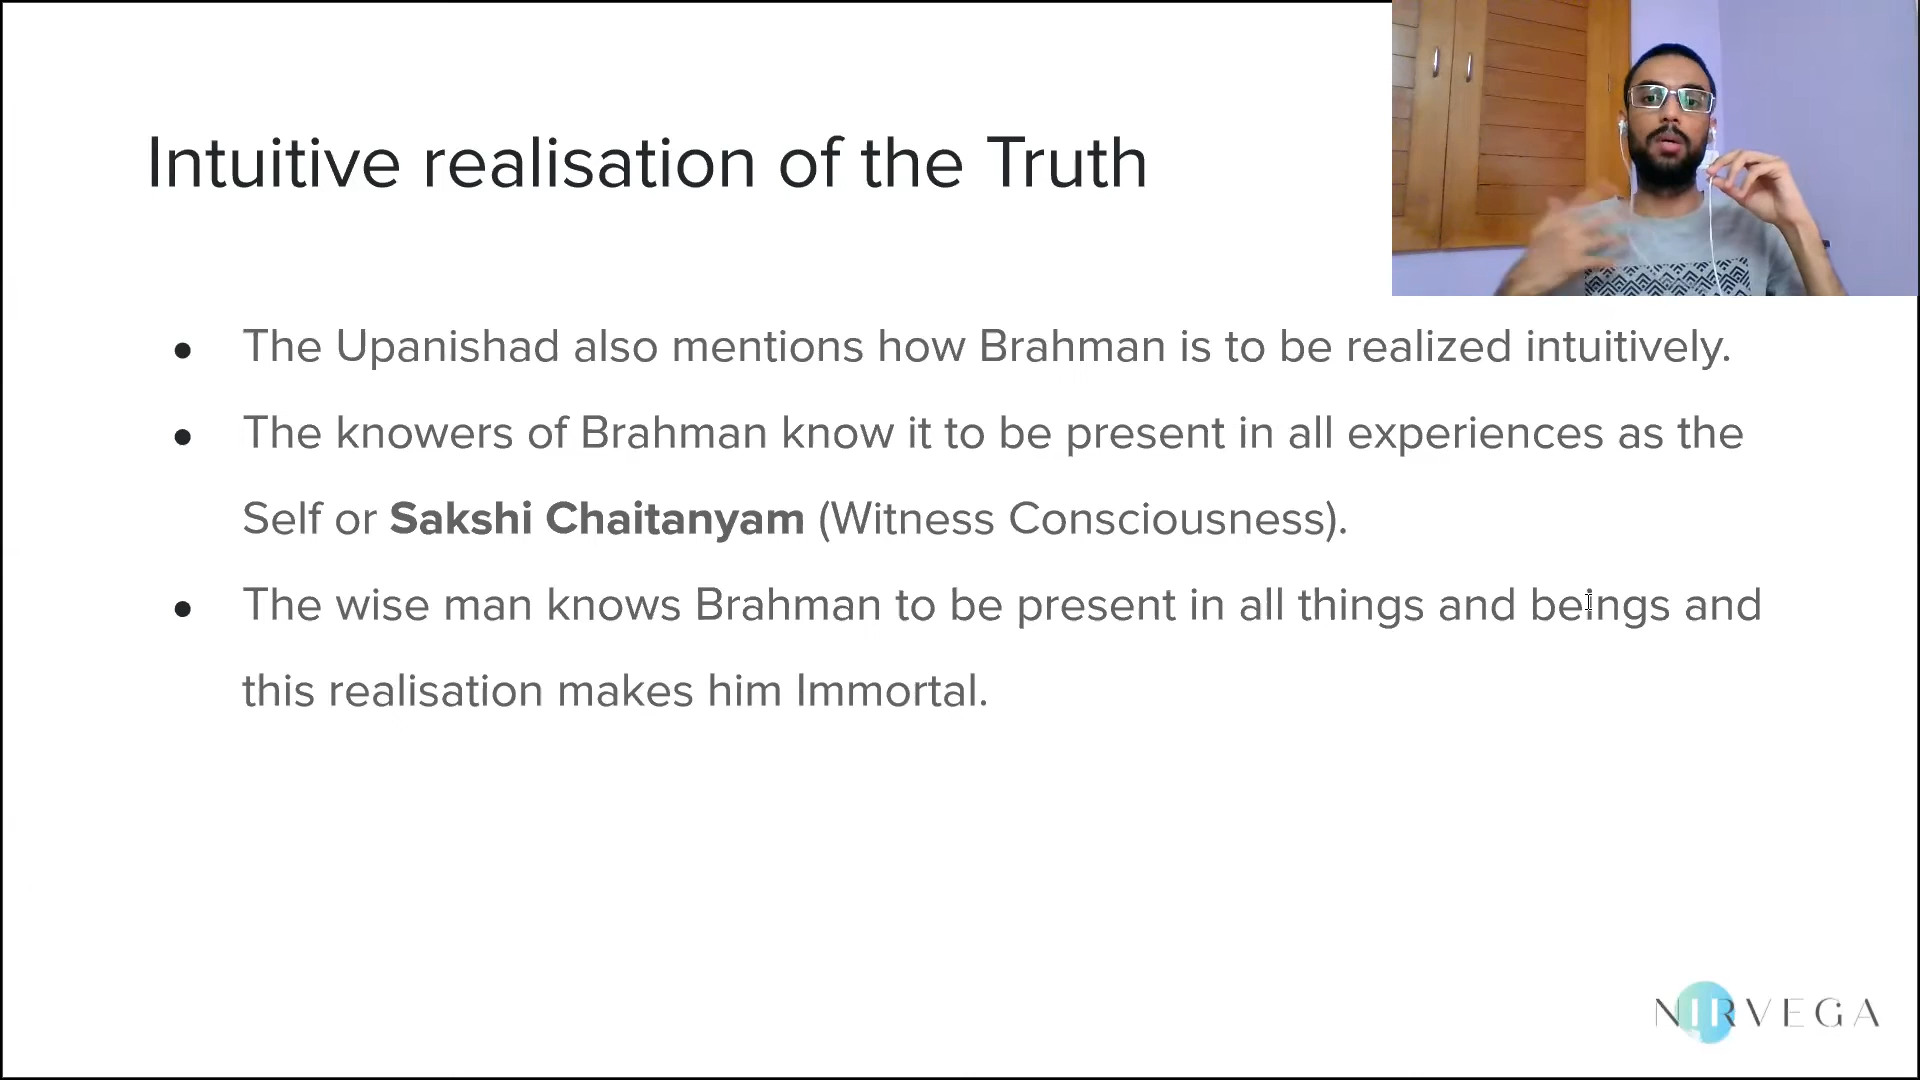 Intuitive realisation of the Truth
● The Upanishad also mentions how Brahman is to be realized intuitively.
● The knowers of Brahman know it to be present in all experiences as the
Self or Sakshi Chaitanyam (Witness Consciousness).
● The wise man knows Brahman to be present in all things and beings and
this realisation makes him Immortal.
NIRVEGA